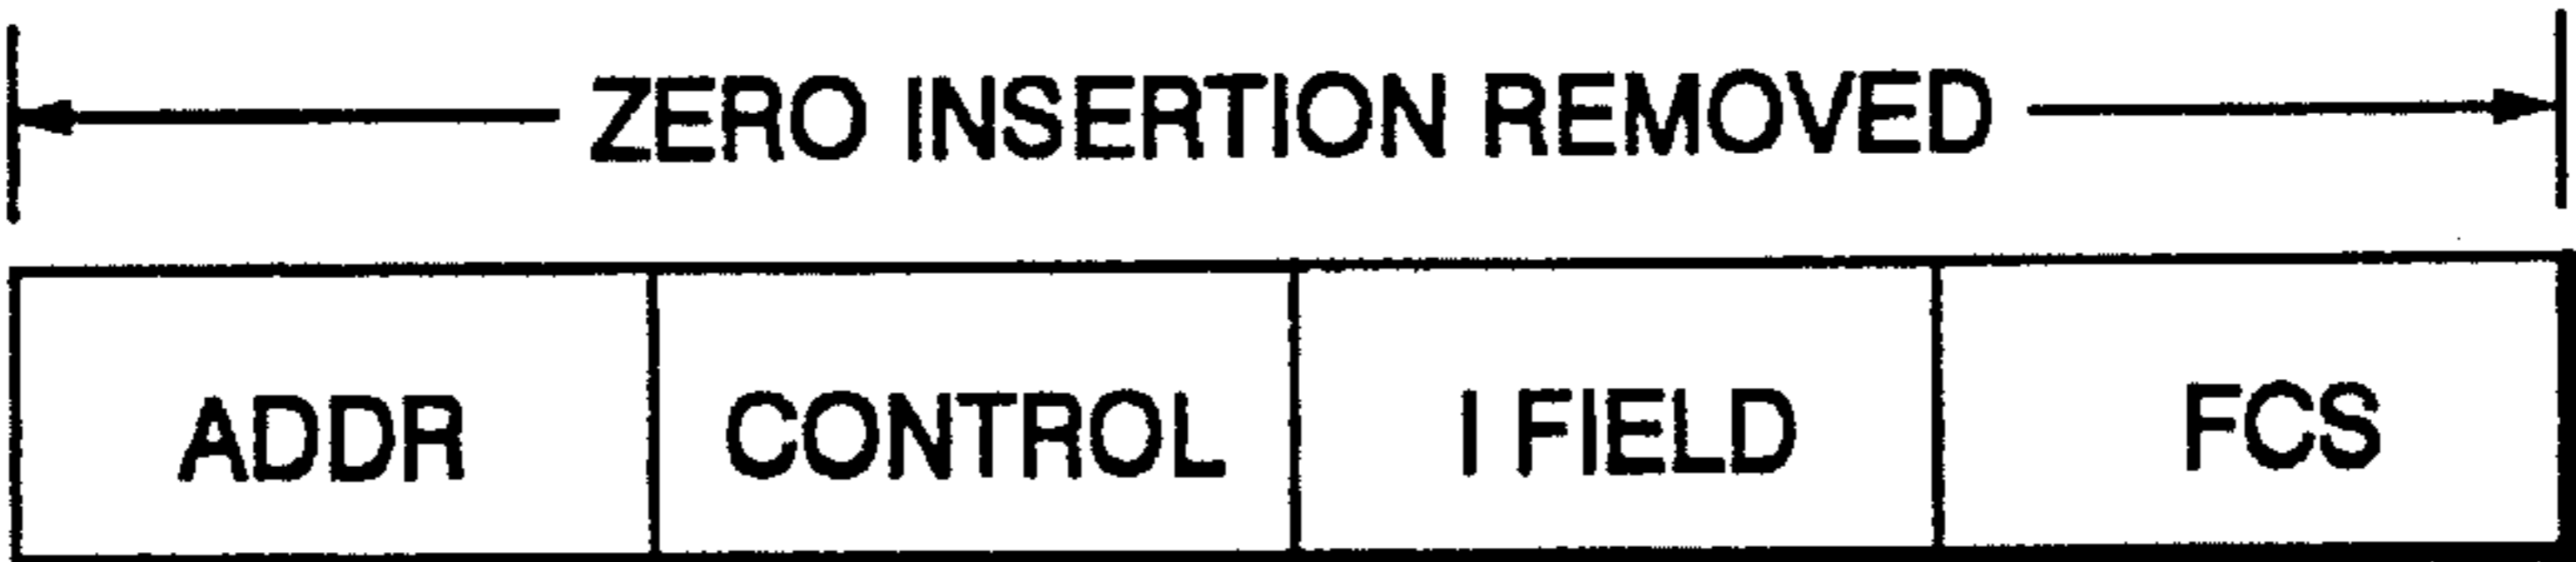 ZERO INSERTION REMOVED
ADDR CONTROL I FIELD FCS